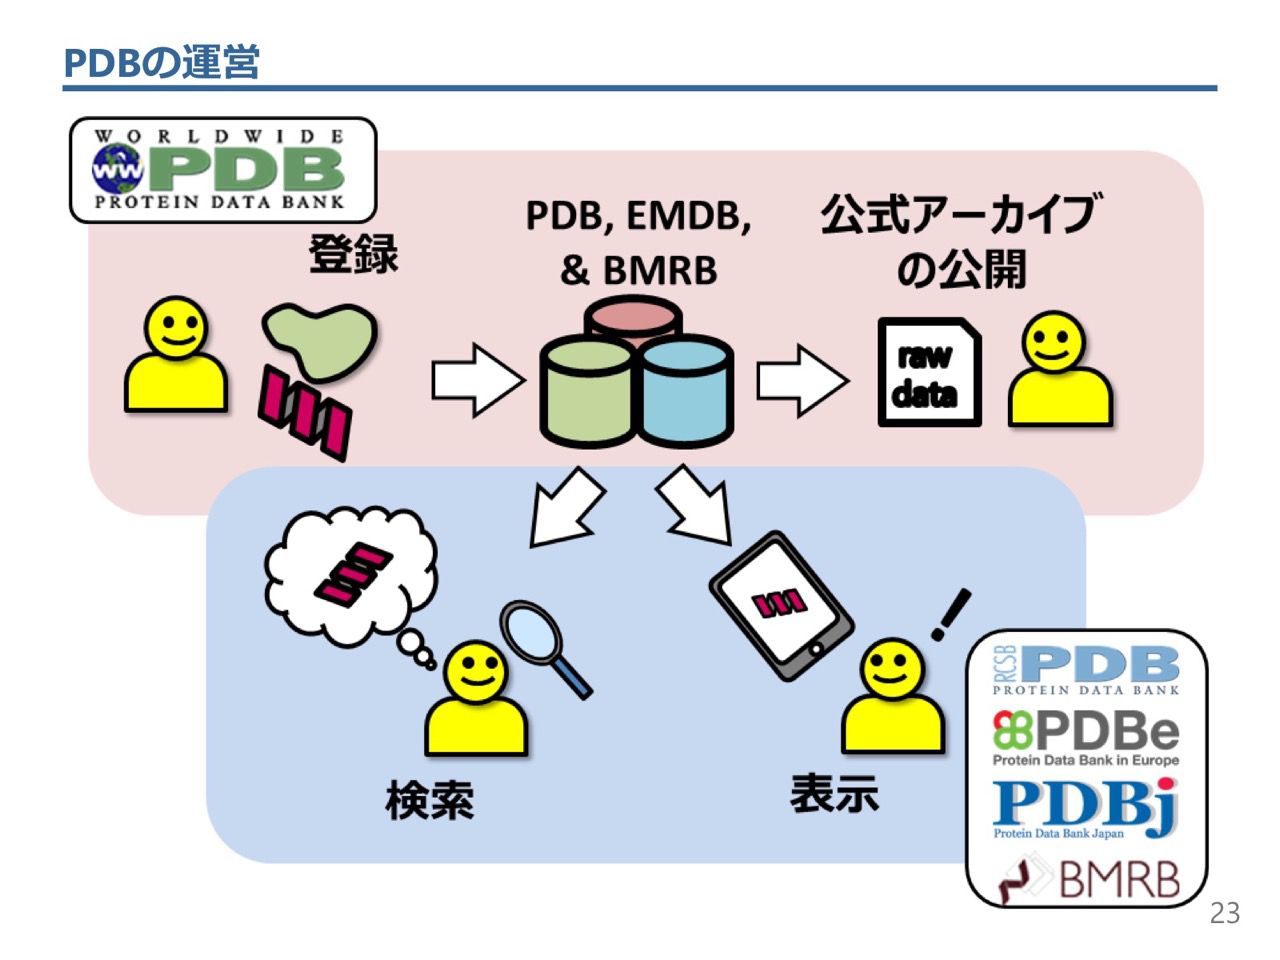 PDBの運営
WORLDWIDE
ww PDB
PROTEIN DATA BANK
登録
PDB, EMDB,
& BMRB
公式アーカイブ
の公開
raw
data
!
検索
表示
RCSB PDB
PROTEIN DATA BANK
PDBe
Protein Data Bank in Europe
PDBj
Protein Data Bank Japan
BMRB
23